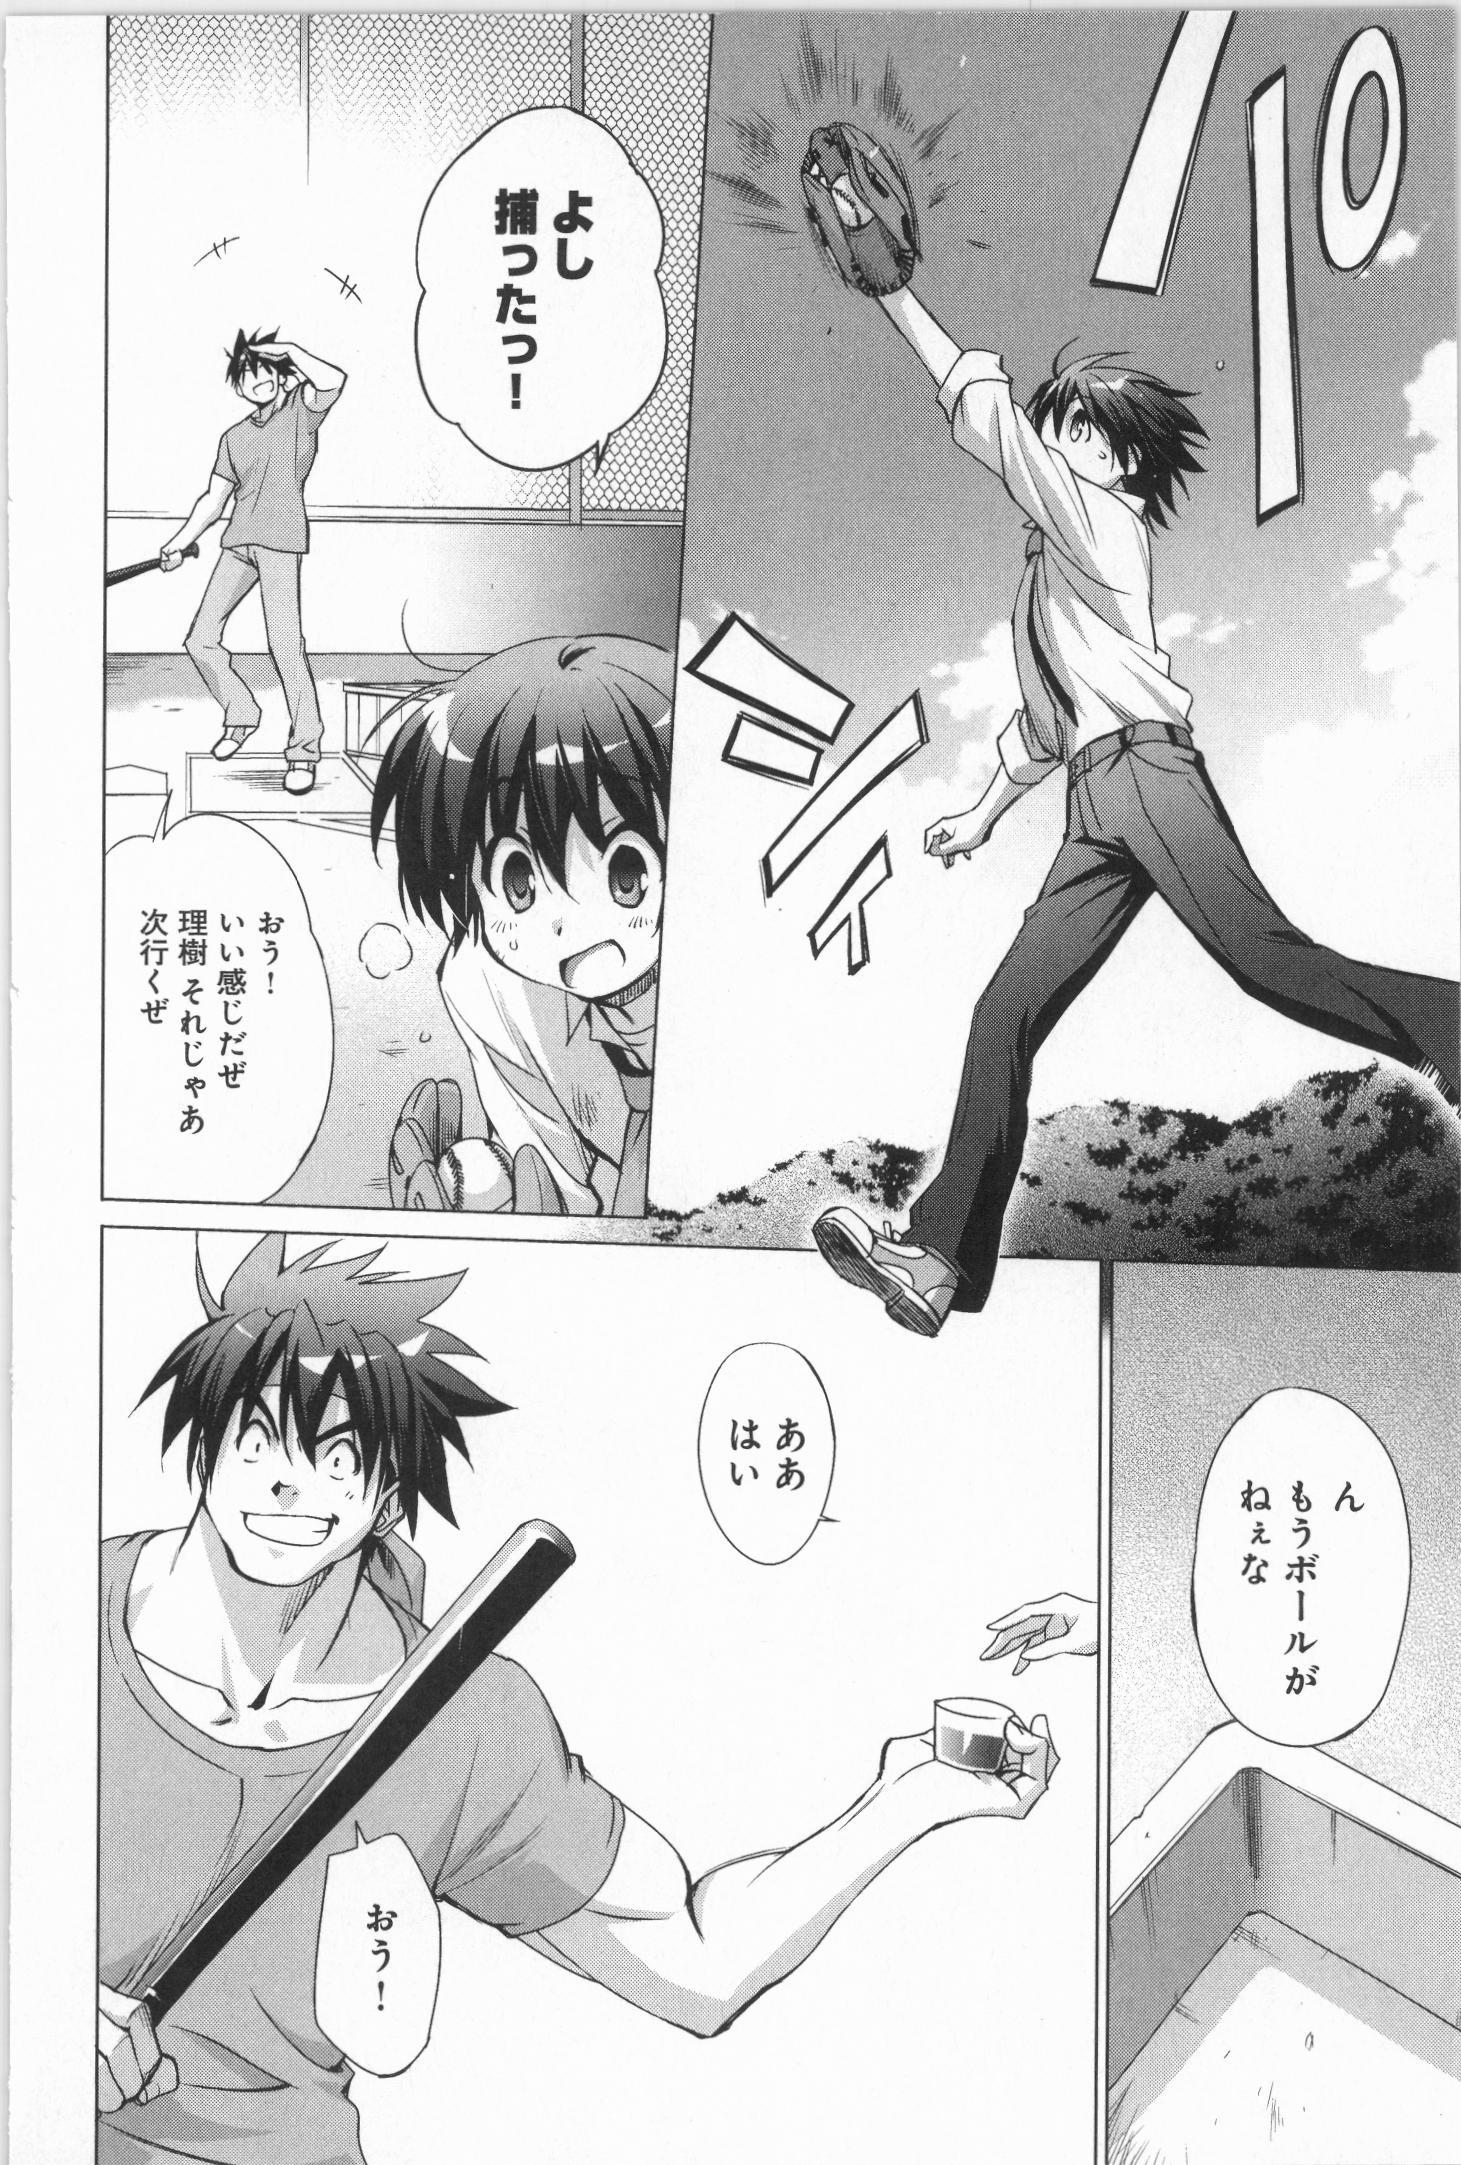 パシィ
よし
捕ったっ！
おう！
いい感じだぜ
理樹 それじゃあ
次行くぜ
ん
もうボールが
ねぇな
ああ
はい
おう！